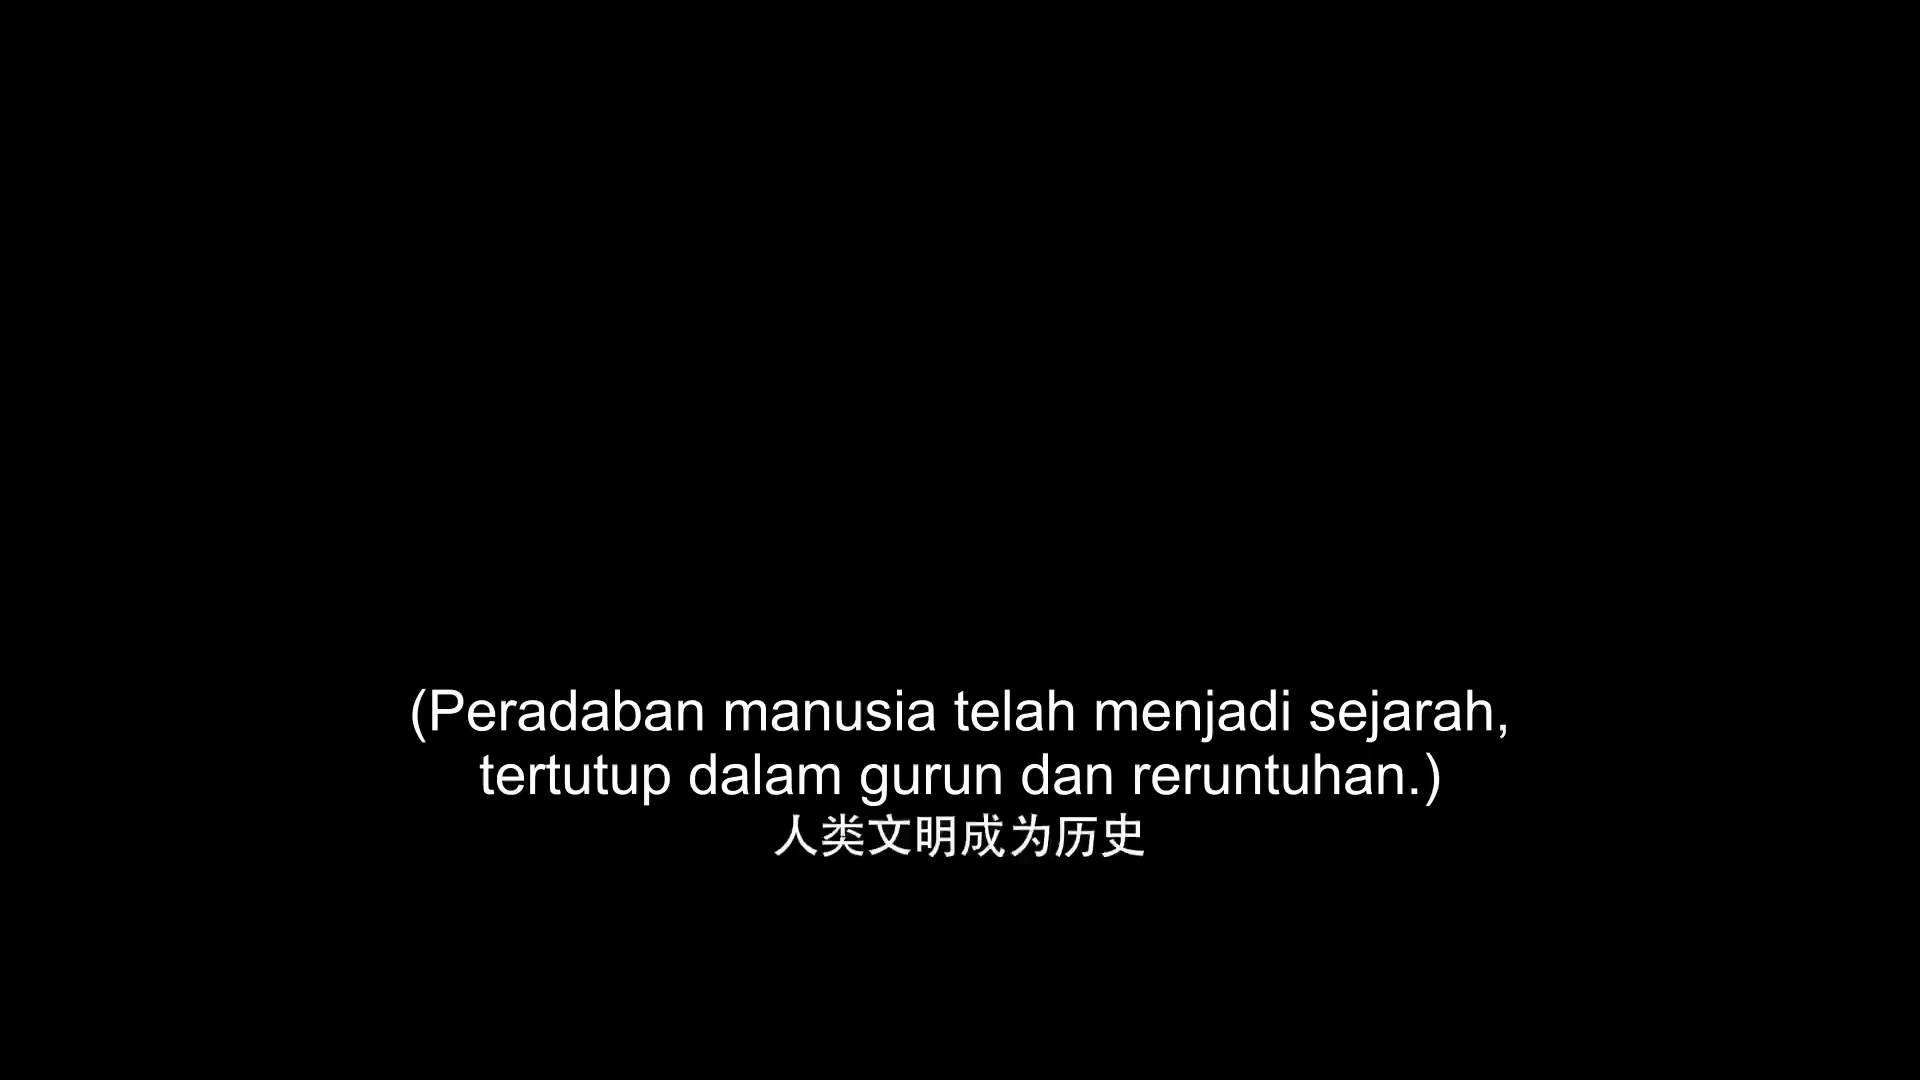 (Peradaban manusia telah menjadi sejarah,
tertutup dalam gurun dan reruntuhan.)
人类文明成为历史